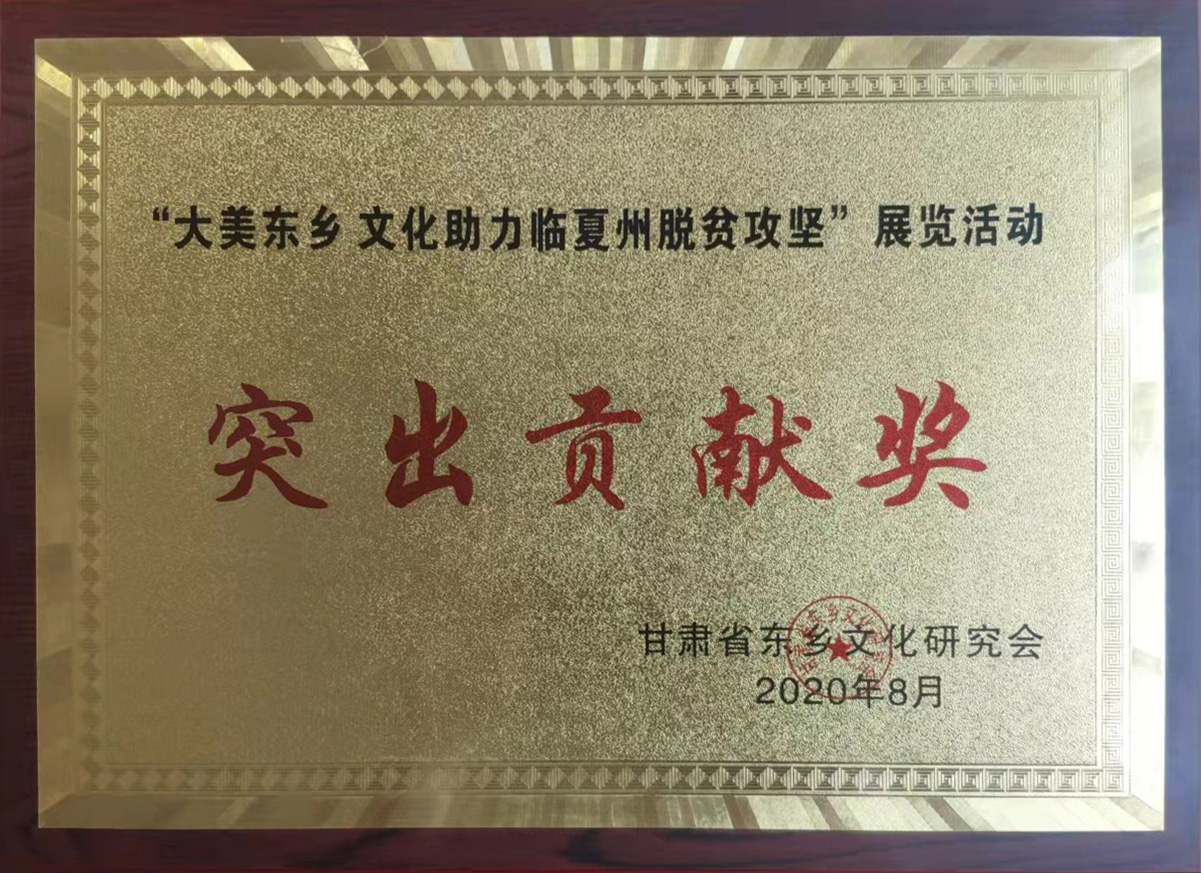 “大美东乡 文化助力临夏州脱贫攻坚”展览活动
突出贡献奖
甘肃省东乡文化研究会
2020年8月